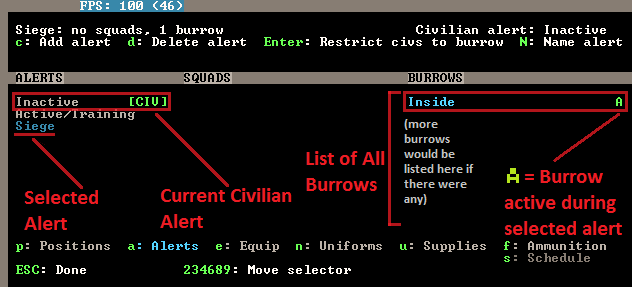 FPS: 100 (46)
Siege: no squads, 1 burrow Civilian alert: Inactive
c: Add alert d: Delete alert Enter: Restrict civs to burrow N: Name alert
ALERTS SQUADS BURROWS
Inactive [CIV] Inside A
Active/Training
Siege
(more
burrows
would be
listed here if
there were
any)
List of All
Burrows
A = Burrow
active during
selected alert
Selected
Alert
Current Civilian
Alert
p: Positions a: Alerts e: Equip n: Uniforms u: Supplies f: Ammunition
s: Schedule
ESC: Done 234689: Move selector